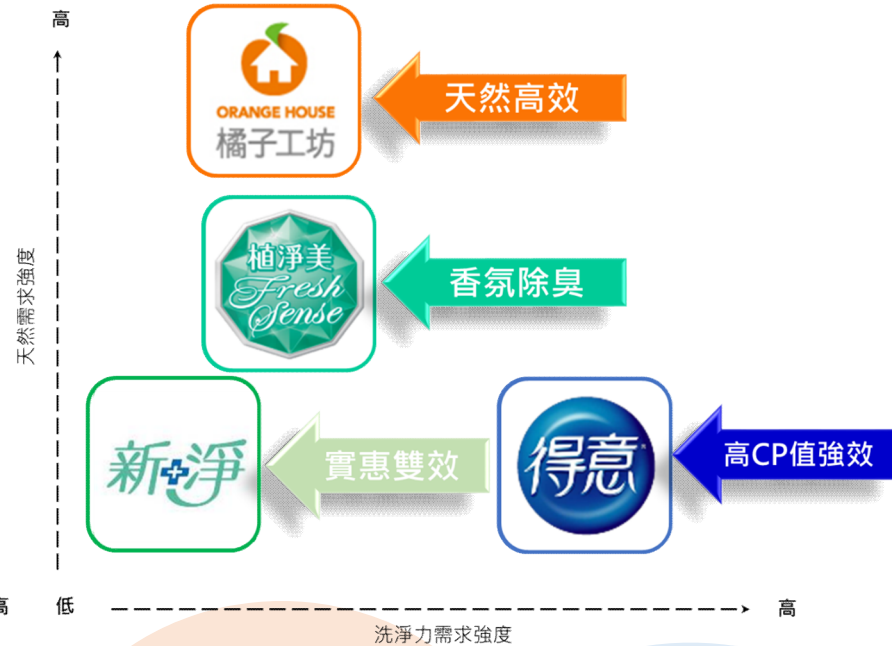 高
ORANGE HOUSE
橘子工坊
天然高效
植淨美
Fresh
Sense
香氛除臭
天然需求強度
新淨
實惠雙效
得意
高CP值強效
高
低
高
洗淨力需求強度